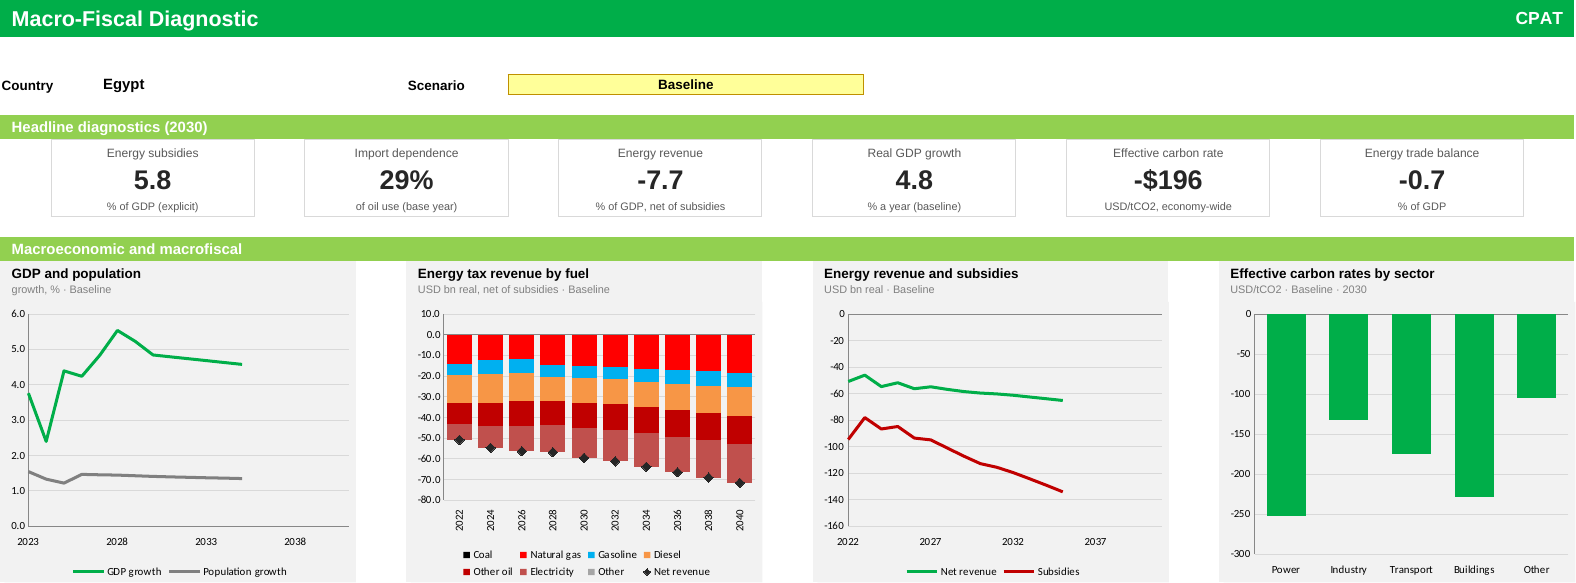 Macro-Fiscal Diagnostic CPAT
Country Egypt Scenario Baseline
Headline diagnostics (2030)
Energy subsidies
5.8
% of GDP (explicit)
Import dependence
29%
of oil use (base year)
Energy revenue
-7.7
% of GDP, net of subsidies
Real GDP growth
4.8
% a year (baseline)
Effective carbon rate
-$196
USD/tCO2, economy-wide
Energy trade balance
-0.7
% of GDP
Macroeconomic and macrofiscal
GDP and population
growth, % · Baseline
6.0
5.0
4.0
3.0
2.0
1.0
0.0
2023 2028 2033 2038
GDP growth Population growth
Energy tax revenue by fuel
USD bn real, net of subsidies · Baseline
10.0
0.0
-10.0
-20.0
-30.0
-40.0
-50.0
-60.0
-70.0
-80.0
2022 2024 2026 2028 2030 2032 2034 2036 2038 2040
Coal Natural gas Gasoline Diesel
Other oil Electricity Other Net revenue
Energy revenue and subsidies
USD bn real · Baseline
0
-20
-40
-60
-80
-100
-120
-140
-160
2022 2027 2032 2037
Net revenue Subsidies
Effective carbon rates by sector
USD/tCO2 · Baseline · 2030
0
-50
-100
-150
-200
-250
-300
Power Industry Transport Buildings Other